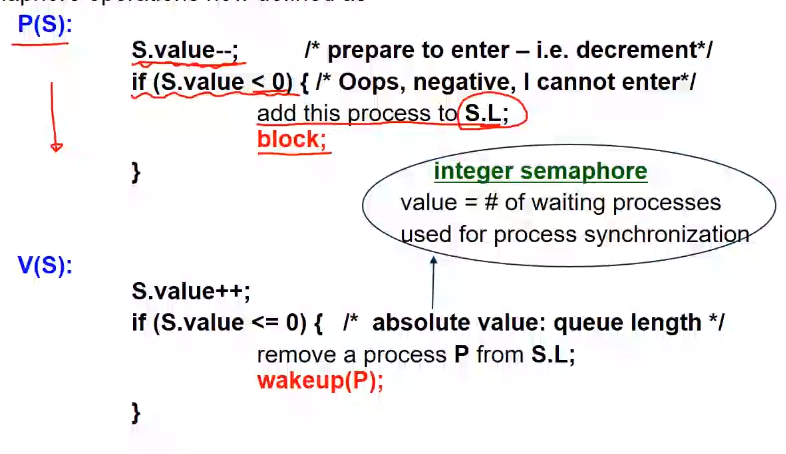 P(S):
S.value--; /* prepare to enter – i.e. decrement*/
if (S.value < 0) { /* Oops, negative, I cannot enter*/
add this process to S.L;
block;
}
integer semaphore
value = # of waiting processes
used for process synchronization
V(S):
S.value++;
if (S.value <= 0) { /* absolute value: queue length */
remove a process P from S.L;
wakeup(P);
}